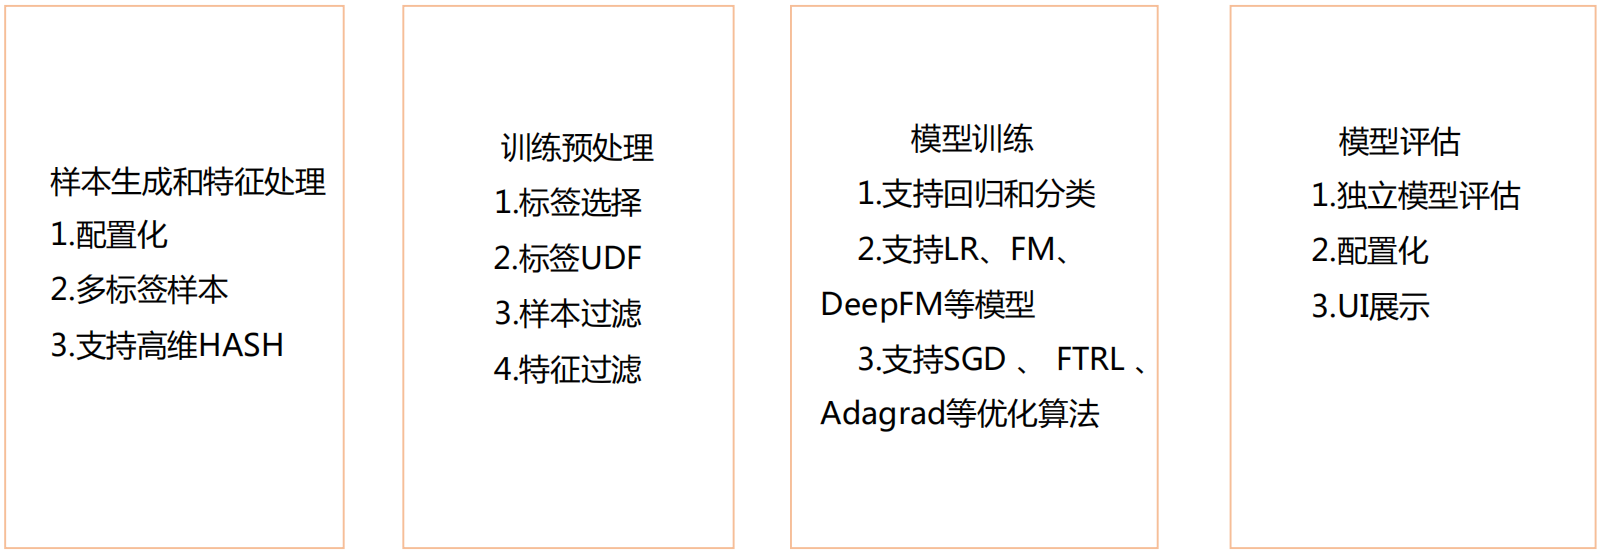 样本生成和特征处理
1.配置化
2.多标签样本
3.支持高维HASH
训练预处理
1.标签选择
2.标签UDF
3.样本过滤
4.特征过滤
模型训练
1.支持回归和分类
2.支持LR、FM、
DeepFM等模型
3.支持SGD 、 FTRL 、
Adagrad等优化算法
模型评估
1.独立模型评估
2.配置化
3.UI展示